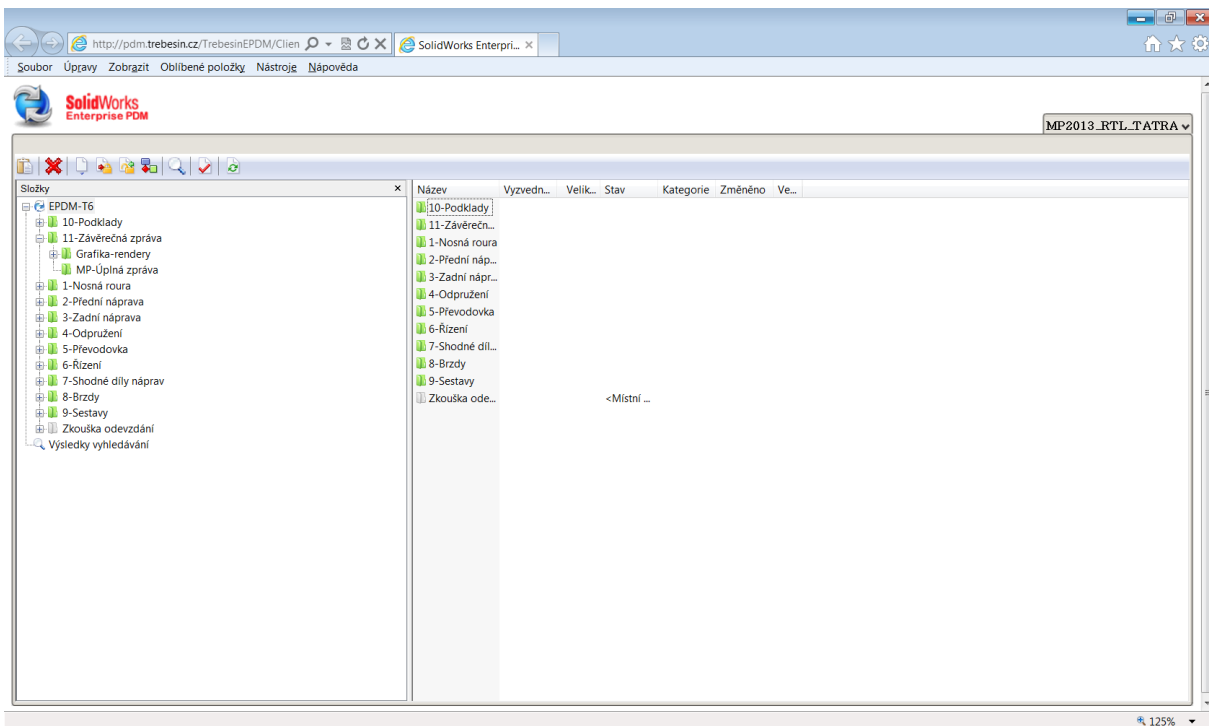 http://pdm.trebesin.cz/TrebesinEPDM/Clien
SolidWorks Enterpri...
Soubor Úpravy Zobrazit Oblíbené položky Nástroje Nápověda
SolidWorks
Enterprise PDM
MP2013_RTL_TATRA
Složky
EPDM-T6
10-Podklady
11-Závěrečná zpráva
Grafika-rendery
MP-Úplná zpráva
1-Nosná roura
2-Přední náprava
3-Zadní náprava
4-Odpružení
5-Převodovka
6-Řízení
7-Shodné díly náprav
8-Brzdy
9-Sestavy
Zkouška odevzdání
Výsledky vyhledávání
Název Vyzvedn... Velik... Stav Kategorie Změněno Ve...
10-Podklady
11-Závěrečn...
1-Nosná roura
2-Přední náp...
3-Zadní nápr...
4-Odpružení
5-Převodovka
6-Řízení
7-Shodné díl...
8-Brzdy
9-Sestavy
Zkouška ode... <Místní ...
125%